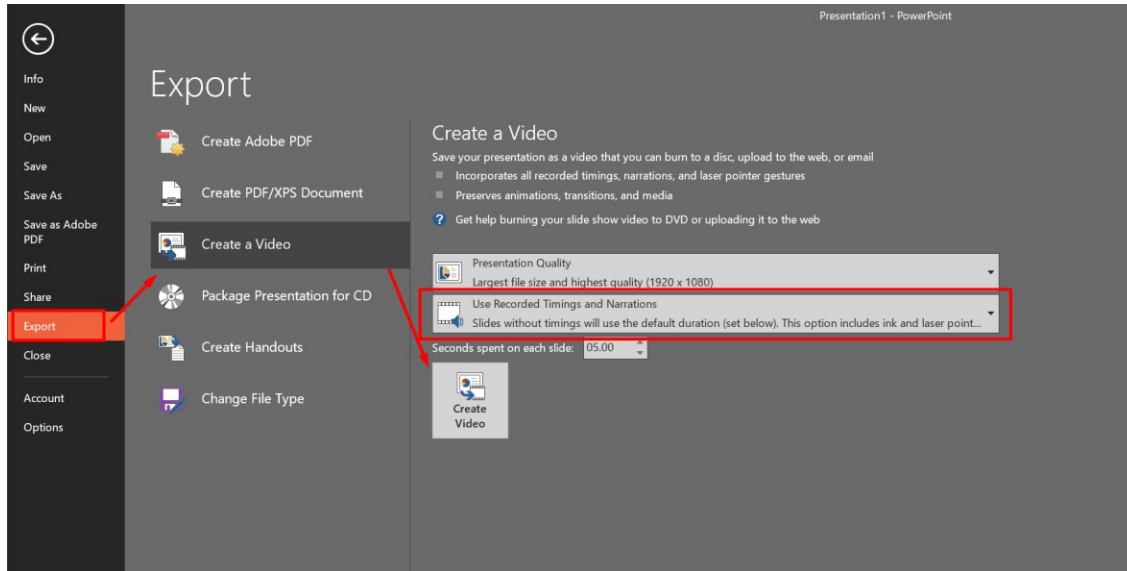 Presentation1 - PowerPoint
Info
New
Open
Save
Save As
Save as Adobe
PDF
Print
Share
Export
Close
Account
Options
Export
Create Adobe PDF
Create PDF/XPS Document
Create a Video
Package Presentation for CD
Create Handouts
Change File Type
Create a Video
Save your presentation as a video that you can burn to a disc, upload to the web, or email
Incorporates all recorded timings, narrations, and laser pointer gestures
Preserves animations, transitions, and media
? Get help burning your slide show video to DVD or uploading it to the web
Presentation Quality
Largest file size and highest quality (1920 x 1080)
Use Recorded Timings and Narrations
Slides without timings will use the default duration (set below). This option includes ink and laser point...
Seconds spent on each slide: 05.00
Create
Video